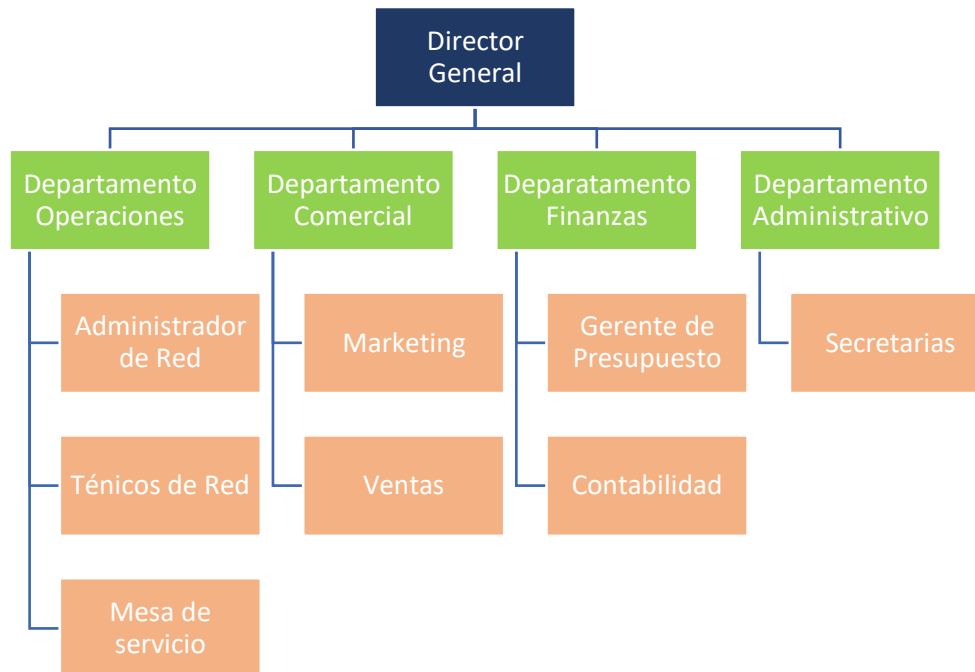 Director
General
Departamento
Operaciones
Departamento
Comercial
Deparatamento
Finanzas
Departamento
Administrativo
Administrador
de Red
Marketing
Gerente de
Presupuesto
Secretarias
Ténicos de Red
Ventas
Contabilidad
Mesa de
servicio